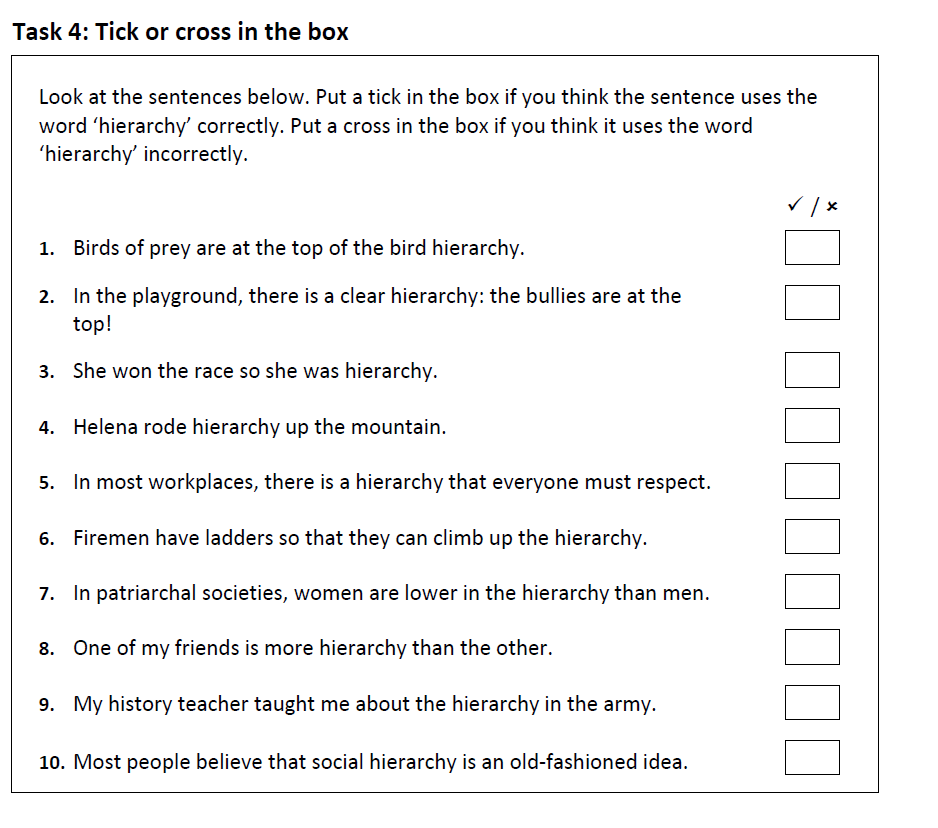 Task 4: Tick or cross in the box
Look at the sentences below. Put a tick in the box if you think the sentence uses the
word ‘hierarchy’ correctly. Put a cross in the box if you think it uses the word
‘hierarchy’ incorrectly.
✓ / ×
1. Birds of prey are at the top of the bird hierarchy.
2. In the playground, there is a clear hierarchy: the bullies are at the
top!
3. She won the race so she was hierarchy.
4. Helena rode hierarchy up the mountain.
5. In most workplaces, there is a hierarchy that everyone must respect.
6. Firemen have ladders so that they can climb up the hierarchy.
7. In patriarchal societies, women are lower in the hierarchy than men.
8. One of my friends is more hierarchy than the other.
9. My history teacher taught me about the hierarchy in the army.
10. Most people believe that social hierarchy is an old-fashioned idea.